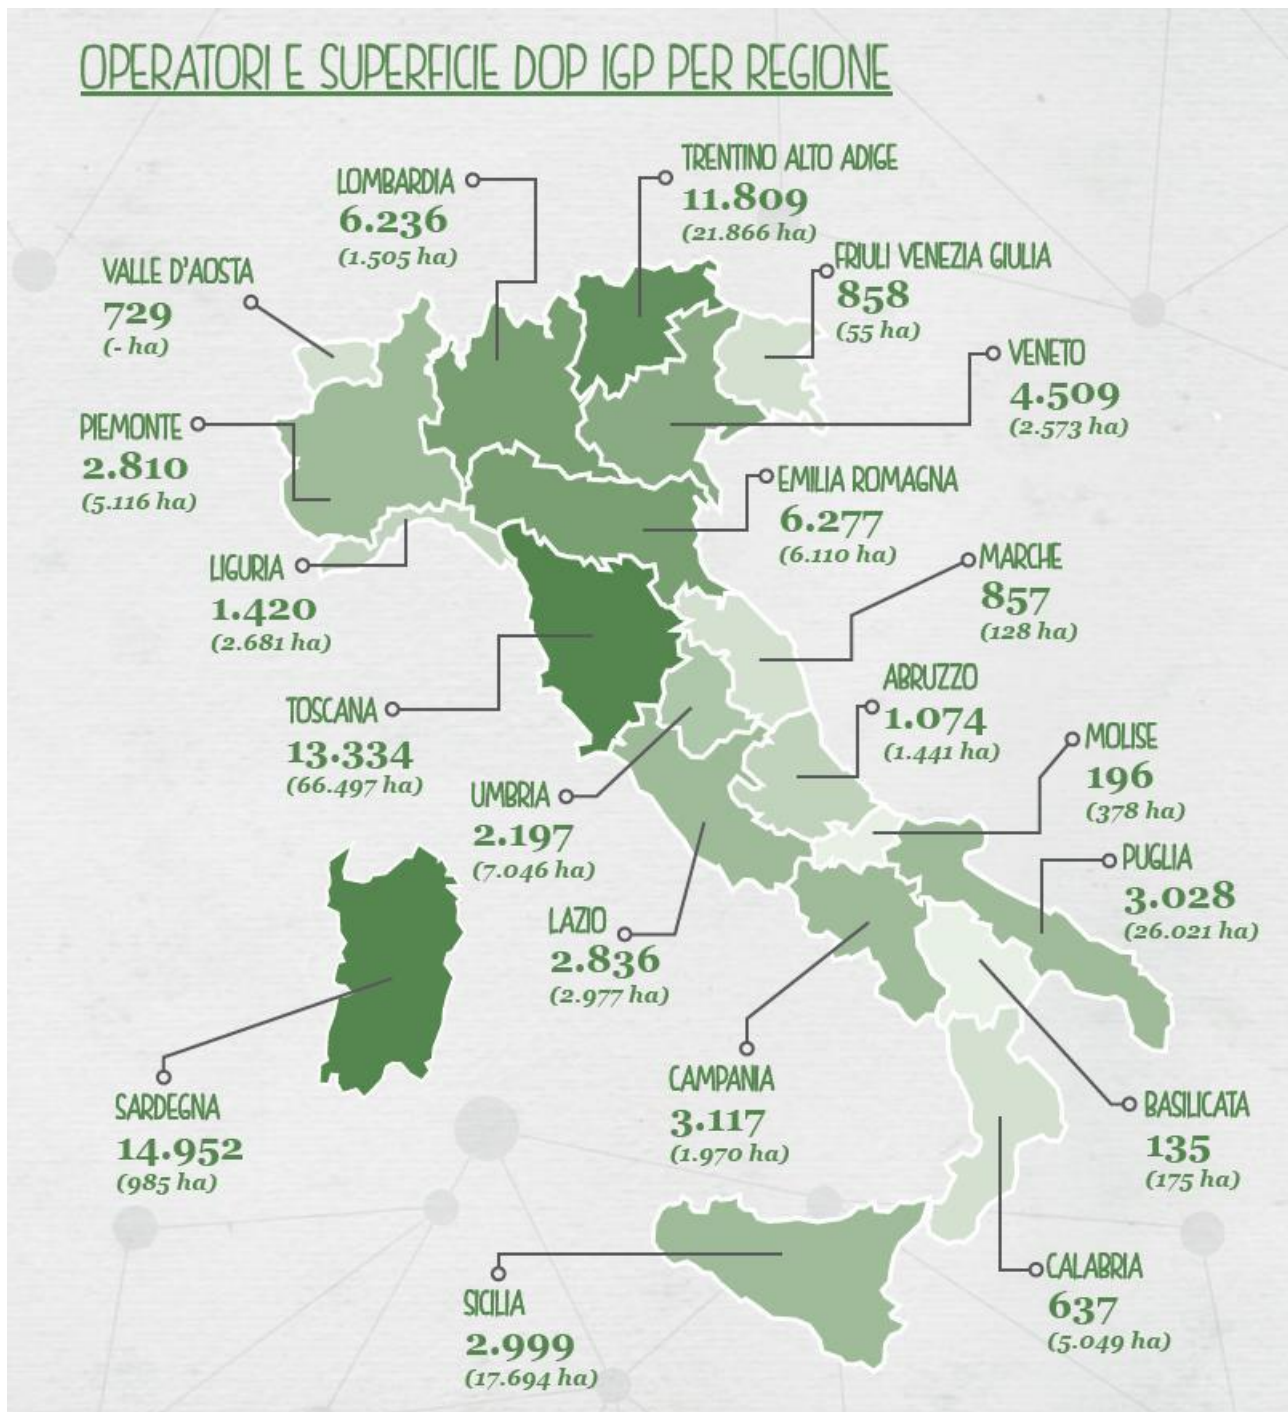 OPERATORI E SUPERFICIE DOP IGP PER REGIONE
TRENTINO ALTO ADIGE
11.809
(21.866 ha)
LOMBARDIA
6.236
(1.505 ha)
FRIULI VENEZIA GIULIA
858
(55 ha)
VALLE D'AOSTA
729
(- ha)
VENETO
4.509
(2.573 ha)
PIEMONTE
2.810
(5.116 ha)
EMILIA ROMAGNA
6.277
(6.110 ha)
LIGURIA
1.420
(2.681 ha)
MARCHE
857
(128 ha)
ABRUZZO
1.074
(1.441 ha)
TOSCANA
13.334
(66.497 ha)
MOLISE
196
(378 ha)
UMBRIA
2.197
(7.046 ha)
PUGLIA
3.028
(26.021 ha)
LAZIO
2.836
(2.977 ha)
CAMPANIA
3.117
(1.970 ha)
SARDEGNA
14.952
(985 ha)
BASILICATA
135
(175 ha)
CALABRIA
637
(5.049 ha)
SICILIA
2.999
(17.694 ha)